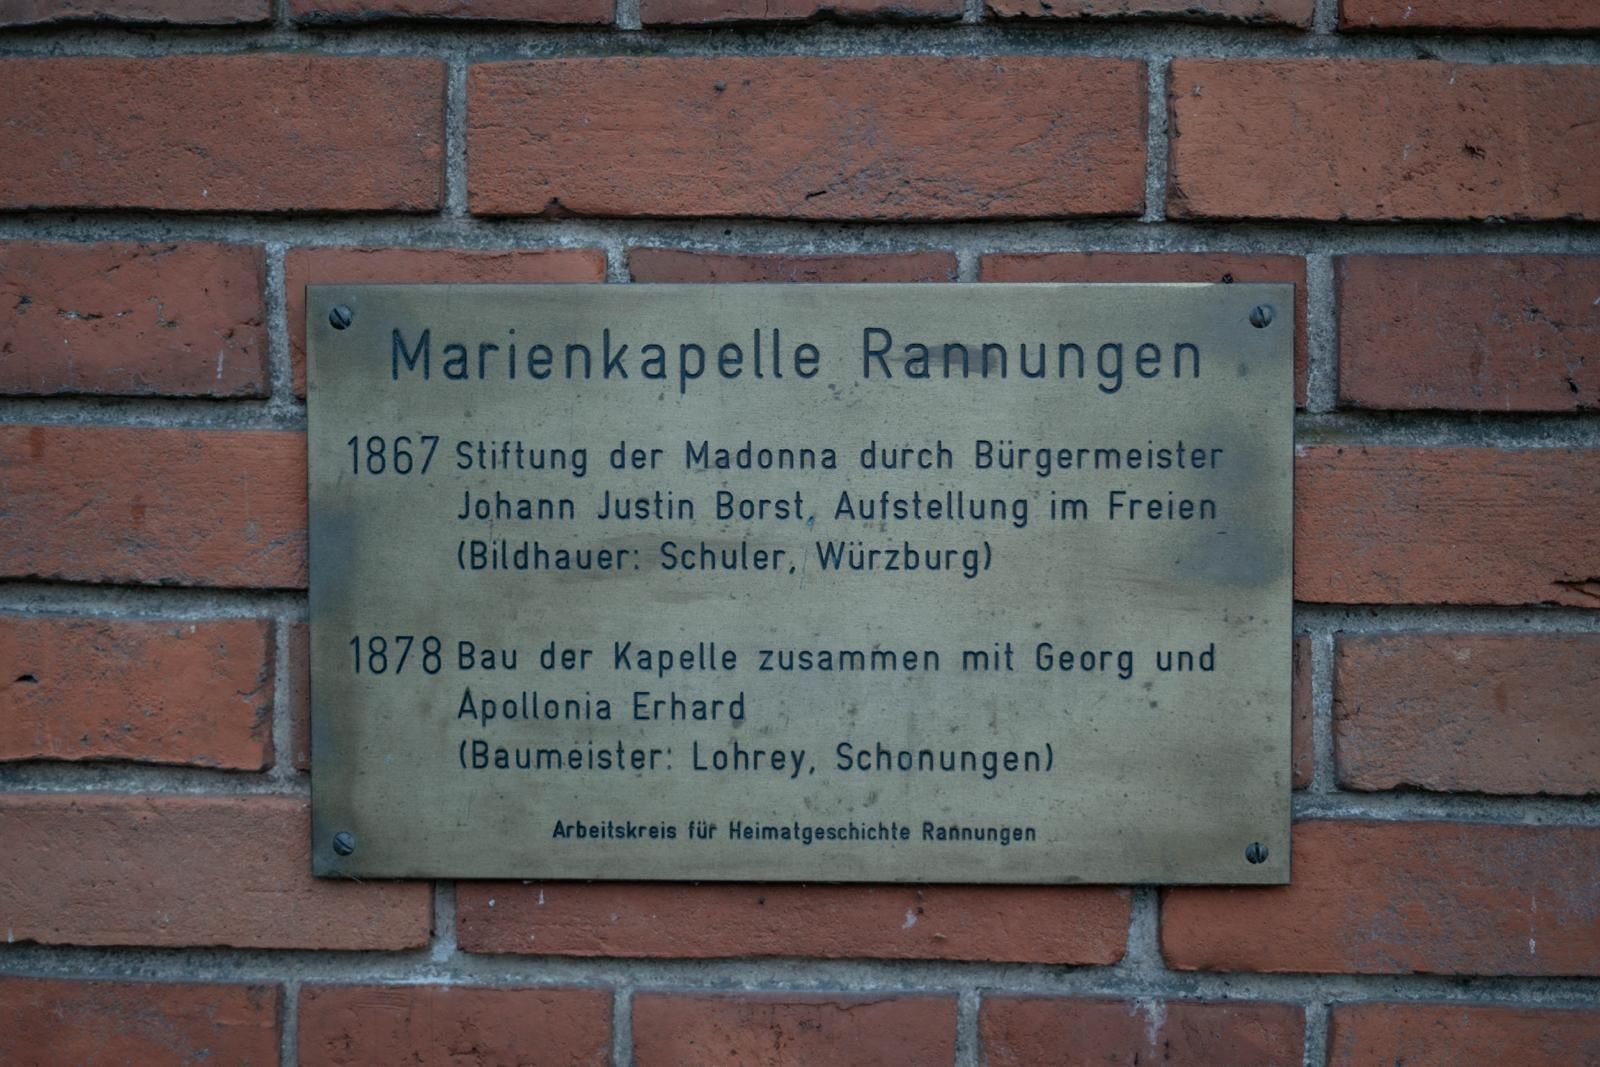 Marienkapelle Rannungen
1867 Stiftung der Madonna durch Bürgermeister
Johann Justin Borst, Aufstellung im Freien
(Bildhauer: Schuler, Würzburg)
1878 Bau der Kapelle zusammen mit Georg und
Apollonia Erhard
(Baumeister: Lohrey, Schonungen)
Arbeitskreis für Heimatgeschichte Rannungen